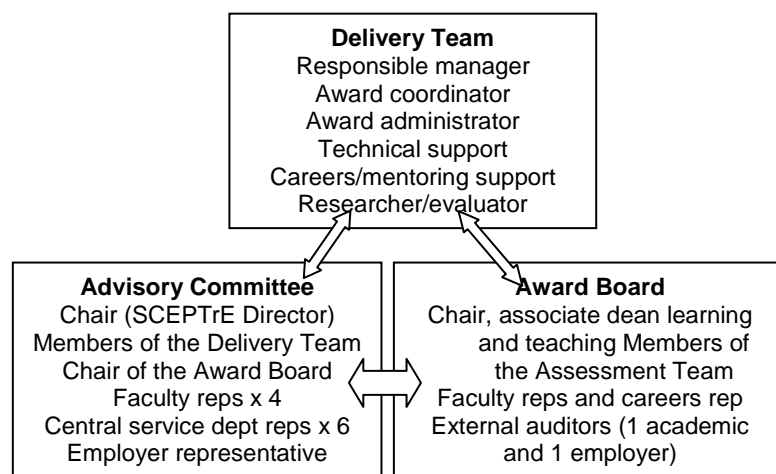 Delivery Team
Responsible manager
Award coordinator
Award administrator
Technical support
Careers/mentoring support
Researcher/evaluator
Advisory Committee
Chair (SCEPTrE Director)
Members of the Delivery Team
Chair of the Award Board
Faculty reps x 4
Central service dept reps x 6
Employer representative
Award Board
Chair, associate dean learning
and teaching Members of
the Assessment Team
Faculty reps and careers rep
External auditors (1 academic
and 1 employer)